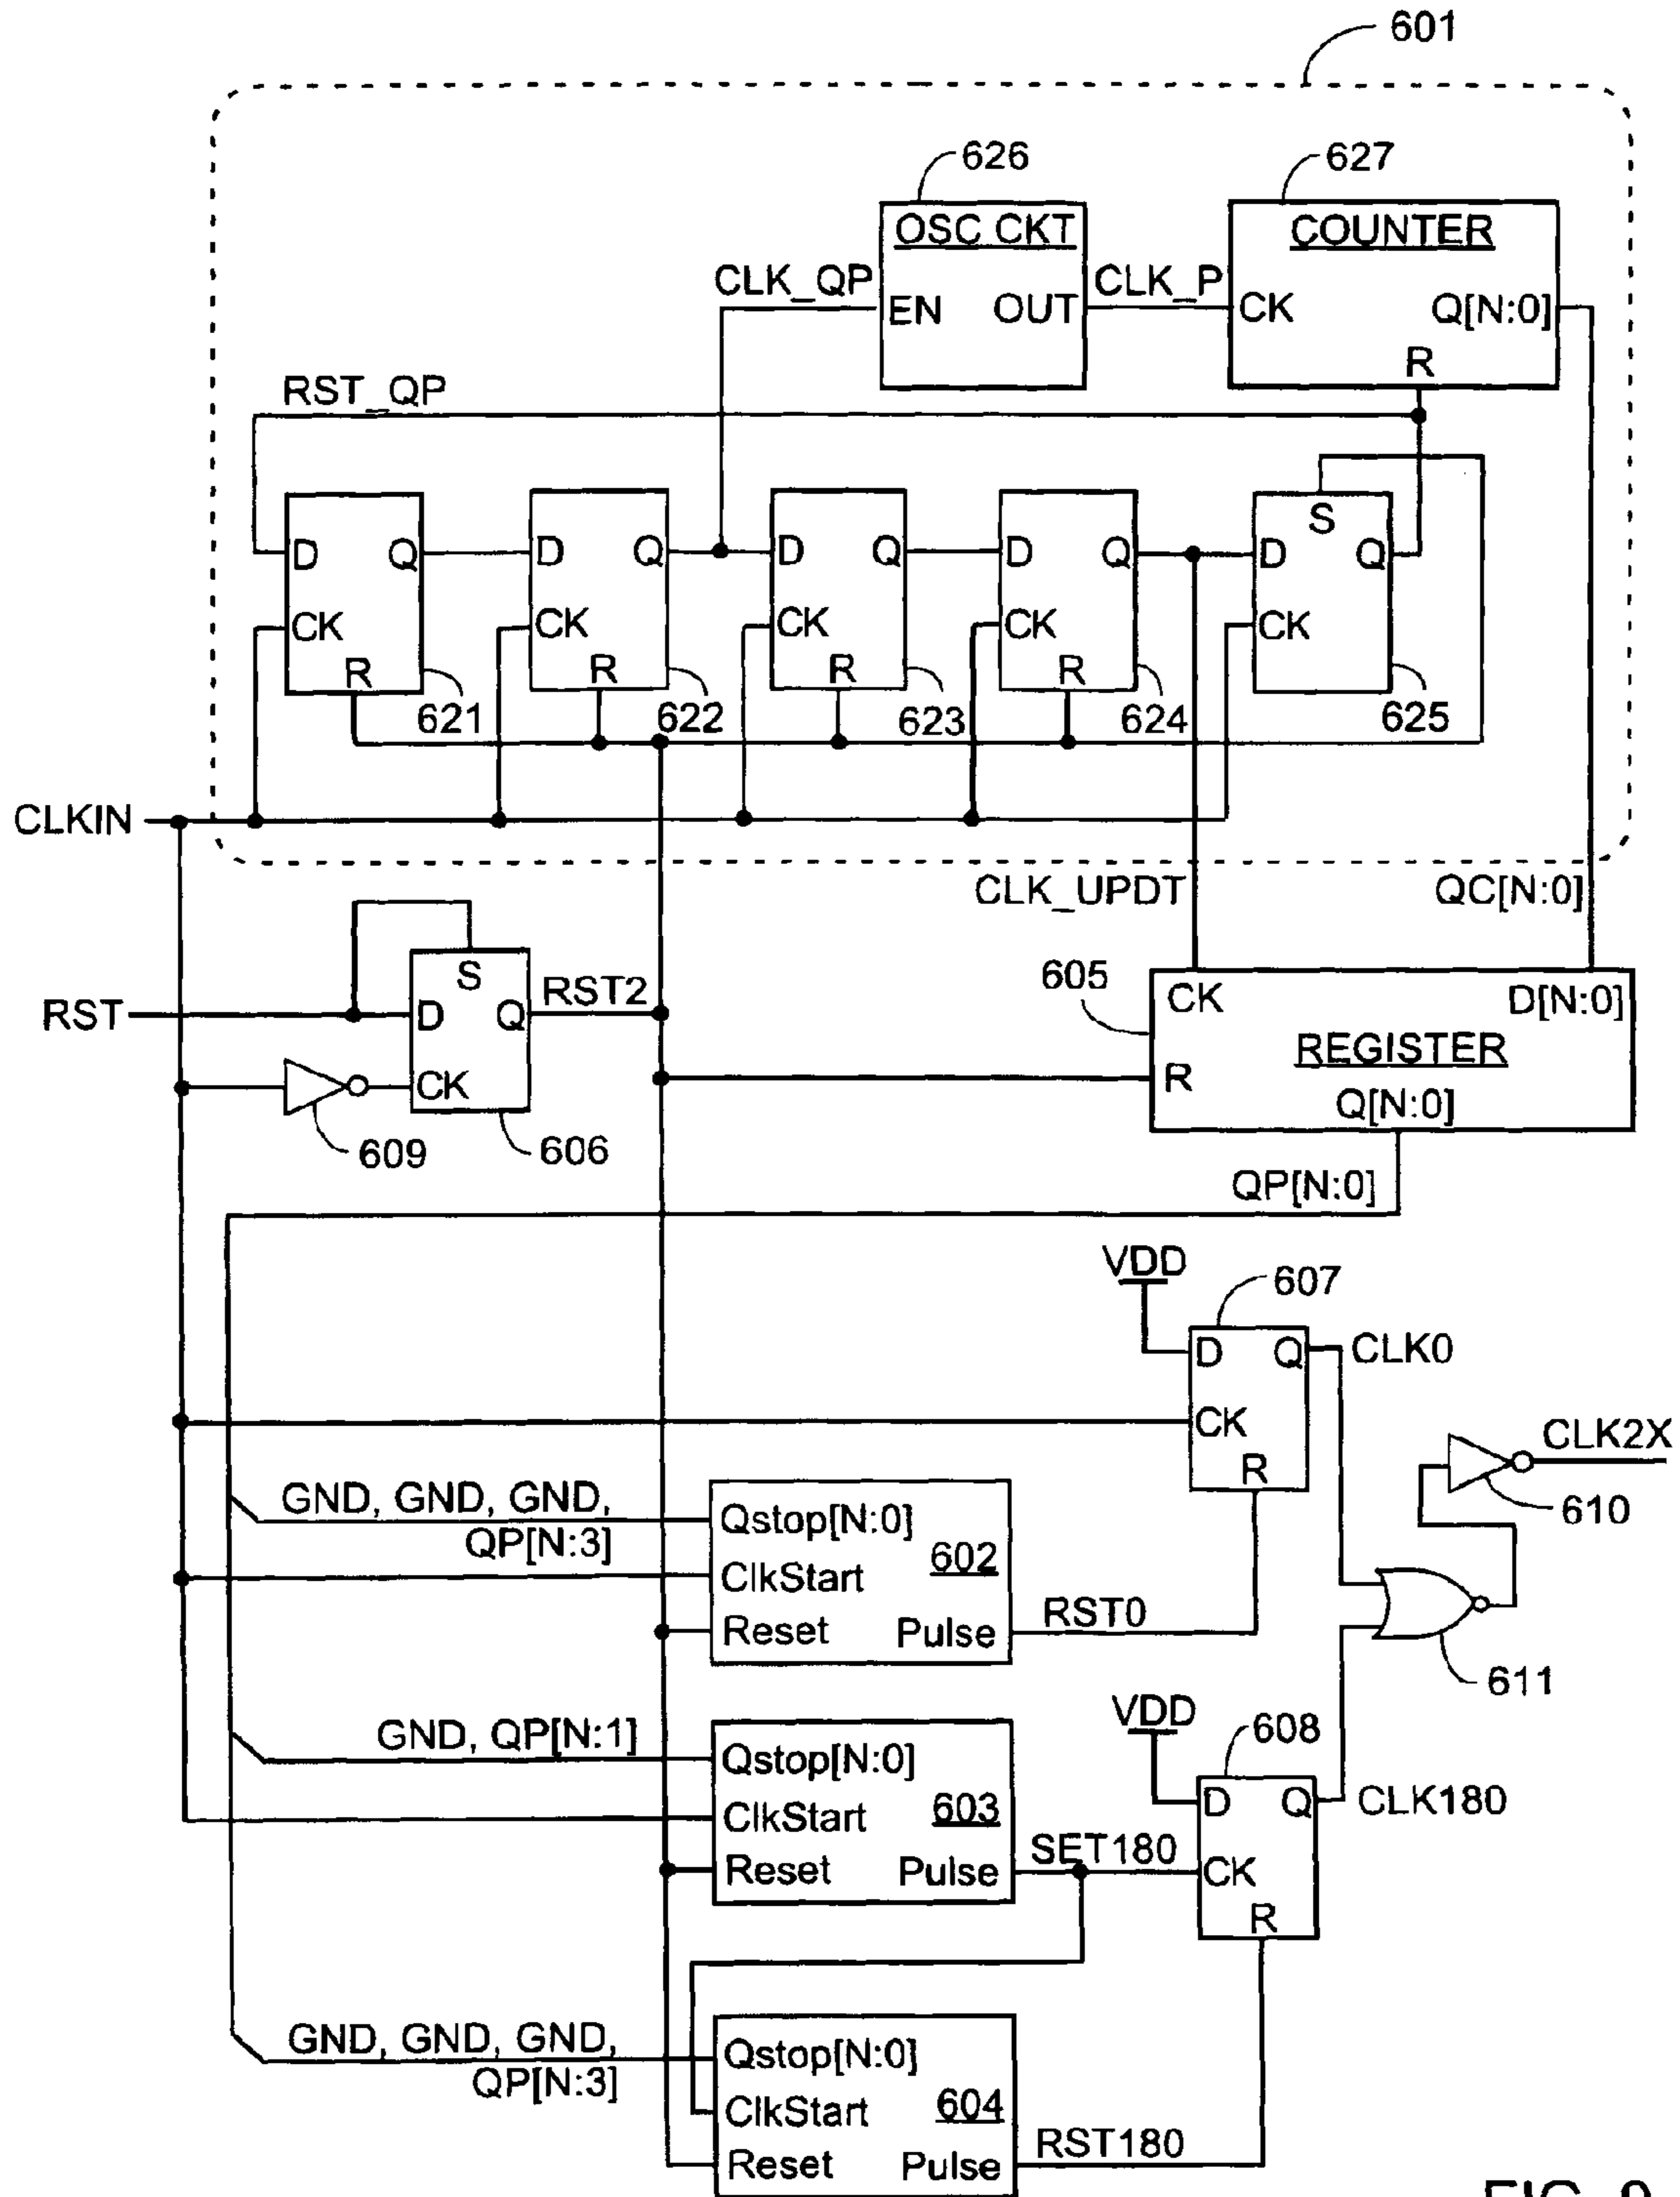 601
626
627
OSC CKT
COUNTER
CLK_QP
EN
OUT
CLK_P
CK
Q[N:0]
R
RST_QP
D
Q
CK
R
621
D
Q
CK
R
622
D
Q
CK
R
623
D
Q
CK
R
624
S
D
Q
CK
625
CLKIN
CLK_UPDT
QC[N:0]
RST
S
D
Q
CK
RST2
609
606
605
CK
D[N:0]
REGISTER
R
Q[N:0]
QP[N:0]
VDD
607
D
Q
CK
R
CLK0
CLK2X
610
GND, GND, GND,
QP[N:3]
Qstop[N:0]
602
ClkStart
Reset
Pulse
RST0
611
GND, QP[N:1]
Qstop[N:0]
603
ClkStart
Reset
Pulse
SET180
VDD
608
D
Q
CK
R
CLK180
GND, GND, GND,
QP[N:3]
Qstop[N:0]
604
ClkStart
Reset
Pulse
RST180